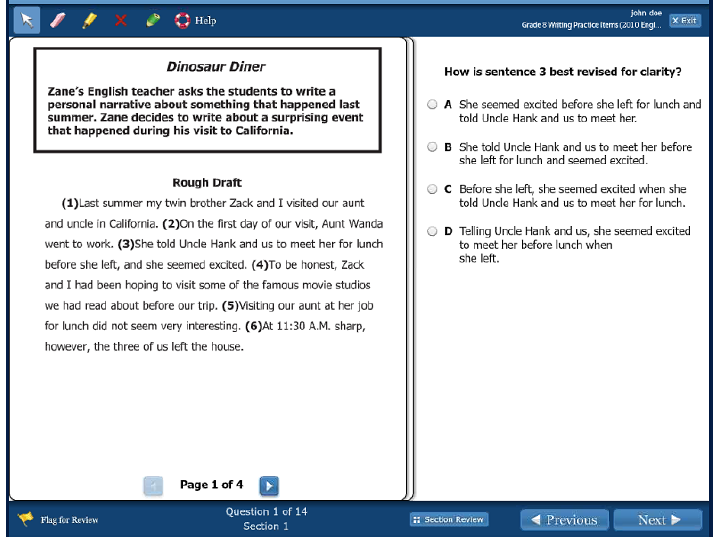 Help
john doe
Grade 8 Writing Practice Items (2010 Engl...
X Exit
Dinosaur Diner
Zane's English teacher asks the students to write a
personal narrative about something that happened last
summer. Zane decides to write about a surprising event
that happened during his visit to California.
Rough Draft
(1)Last summer my twin brother Zack and I visited our aunt
and uncle in California. (2)On the first day of our visit, Aunt Wanda
went to work. (3)She told Uncle Hank and us to meet her for lunch
before she left, and she seemed excited. (4)To be honest, Zack
and I had been hoping to visit some of the famous movie studios
we had read about before our trip. (5)Visiting our aunt at her job
for lunch did not seem very interesting. (6)At 11:30 A.M. sharp,
however, the three of us left the house.
Page 1 of 4
How is sentence 3 best revised for clarity?
A She seemed excited before she left for lunch and
told Uncle Hank and us to meet her.
B She told Uncle Hank and us to meet her before
she left for lunch and seemed excited.
C Before she left, she seemed excited when she
told Uncle Hank and us to meet her for lunch.
D Telling Uncle Hank and us, she seemed excited
to meet her before lunch when
she left.
Flag for Review
Question 1 of 14
Section 1
Section Review
Previous
Next